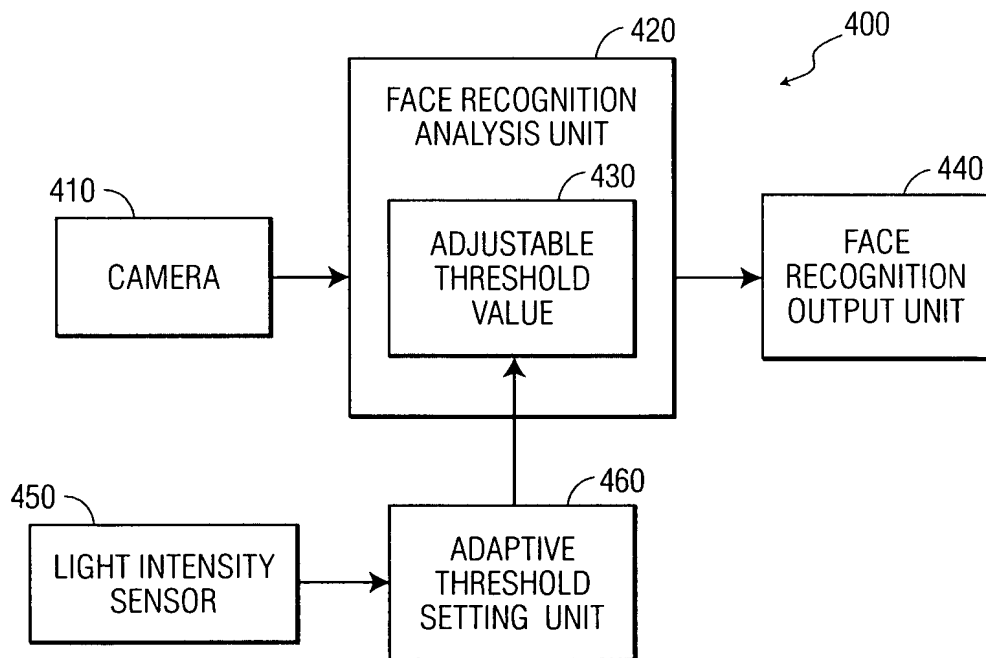 400
420
FACE RECOGNITION
ANALYSIS UNIT
410
CAMERA
430
ADJUSTABLE
THRESHOLD
VALUE
440
FACE
RECOGNITION
OUTPUT UNIT
450
LIGHT INTENSITY
SENSOR
460
ADAPTIVE
THRESHOLD
SETTING UNIT